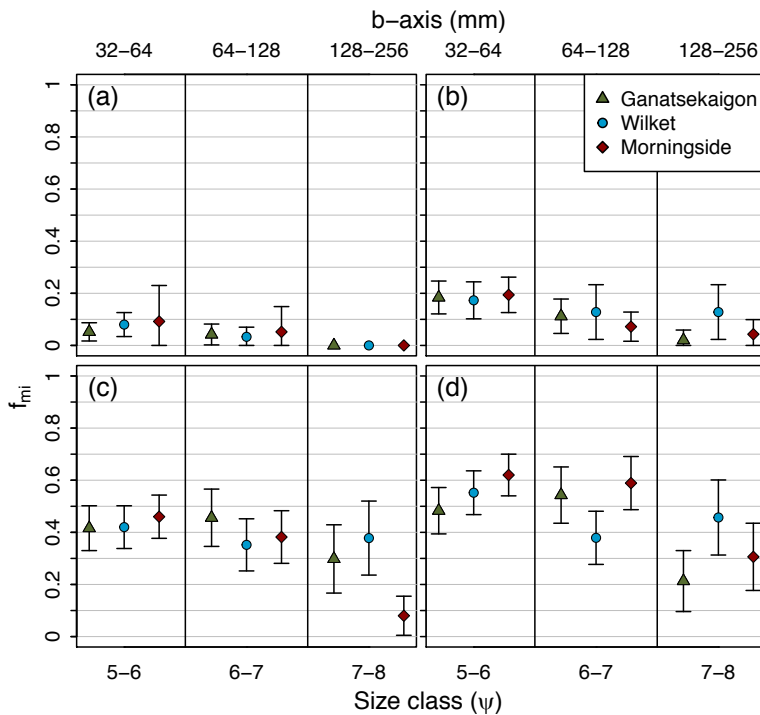 b−axis (mm)
32−64 64−128 128−256 32−64 64−128 128−256
(a) (b)
Ganatsekaigon
Wilket
Morningside
0 0.2 0.4 0.6 0.8 1
f_mi
(c) (d)
0 0.2 0.4 0.6 0.8 1
5−6 6−7 7−8 5−6 6−7 7−8
Size class (ψ)